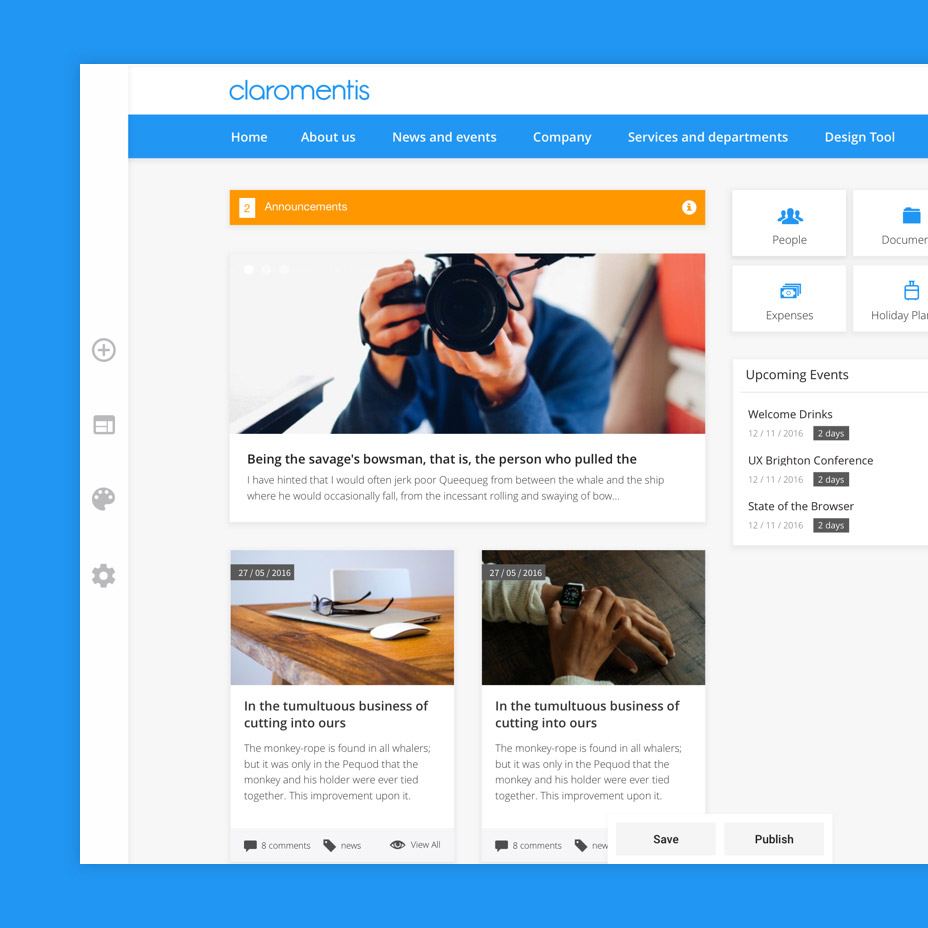 claromentis
Home About us News and events Company Services and departments Design Tool
2 Announcements
People
Expenses
Holiday
Being the savage's bowsman, that is, the person who pulled the
I have hinted that I would often jerk poor Queequeg from between the whale and the ship
where he would occasionally fall, from the incessant rolling and swaying of bow...
Upcoming Events
Welcome Drinks
12 / 11 / 2016 2 days
UX Brighton Conference
12 / 11 / 2016 2 days
State of the Browser
12 / 11 / 2016 2 days
27 / 05 / 2016
In the tumultuous business of
cutting into ours
The monkey-rope is found in all whalers;
but it was only in the Pequod that the
monkey and his holder were ever tied
together. This improvement upon it.
8 comments news View All
27 / 05 / 2016
In the tumultuous business of
cutting into ours
The monkey-rope is found in all whalers;
but it was only in the Pequod that the
monkey and his holder were ever tied
together. This improvement upon it.
8 comments
Save Publish